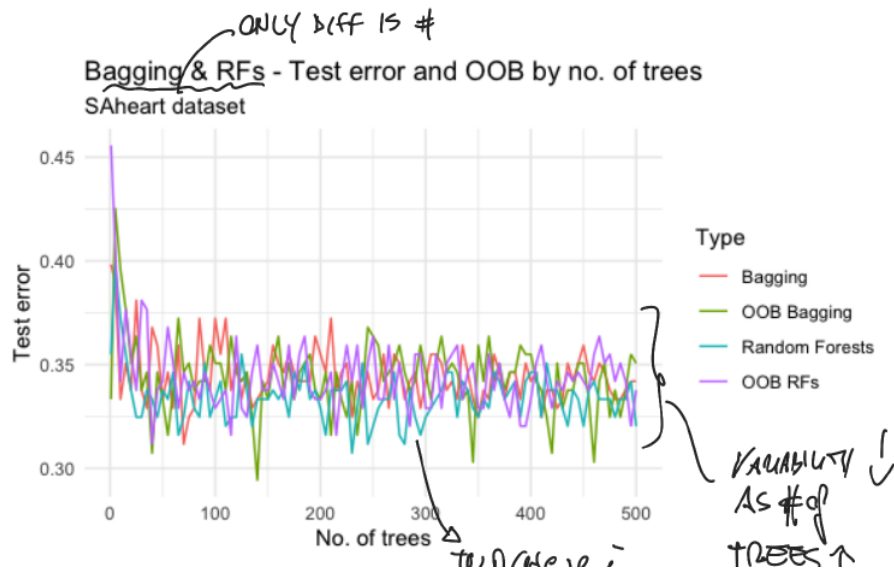 ONLY DIFF IS #
Bagging & RFs - Test error and OOB by no. of trees
SAheart dataset
0.45
0.40
0.35
0.30
Test error
0 100 200 300 400 500
No. of trees
Type
Bagging
OOB Bagging
Random Forests
OOB RFs
VARIABILITY ↓
AS # of
TREES ↑